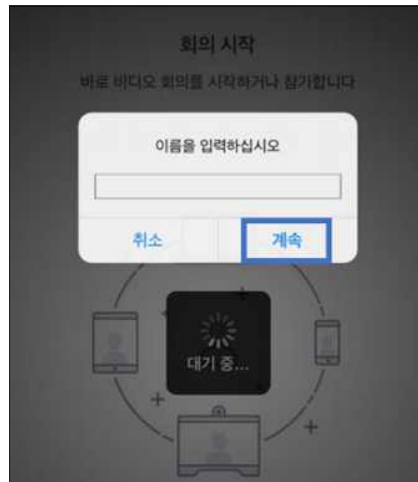 회의 시작
바로 비디오 회의를 시작하거나 참가합니다
이름을 입력하십시오
취소
계속
대기 중...